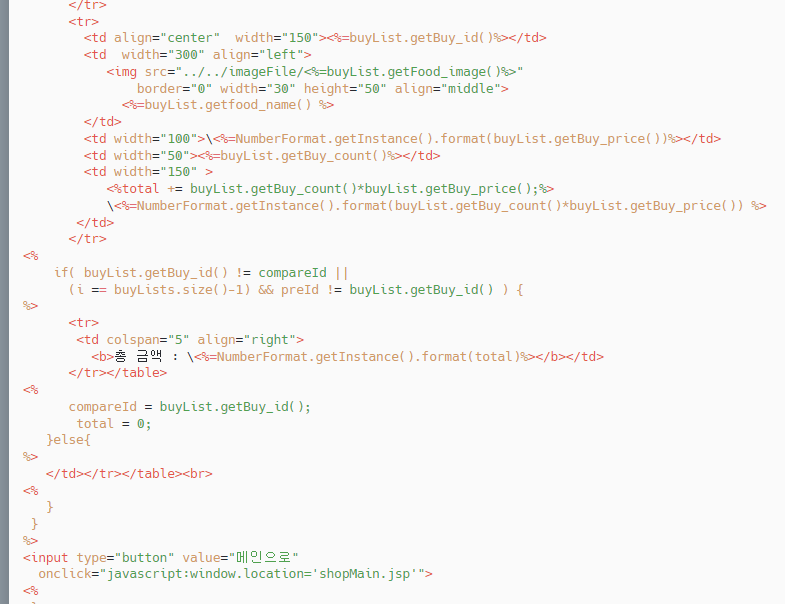 </tr>
<tr>
<td align="center"  width="150"><%=buyList.getBuy_id()%></td>
<td  width="300" align="left">
<img src="../../imageFile/<%=buyList.getFood_image()%>"
border="0" width="30" height="50" align="middle">
<%=buyList.getfood_name() %>
</td>
<td width="100">\<%=NumberFormat.getInstance().format(buyList.getBuy_price())%></td>
<td width="50"><%=buyList.getBuy_count()%></td>
<td width="150" >
<%total += buyList.getBuy_count()*buyList.getBuy_price();%>
\<%=NumberFormat.getInstance().format(buyList.getBuy_count()*buyList.getBuy_price()) %>
</td>
</tr>
<%
if( buyList.getBuy_id() != compareId ||
(i == buyLists.size()-1) && preId != buyList.getBuy_id() ) {
%>
<tr>
<td colspan="5" align="right">
<b>총 금액 : \<%=NumberFormat.getInstance().format(total)%></b></td>
</tr></table>
<%
compareId = buyList.getBuy_id();
total = 0;
}else{
%>
</td></tr></table><br>
<%
}
}
%>
<input type="button" value="메인으로"
onclick="javascript:window.location='shopMain.jsp'">
<%